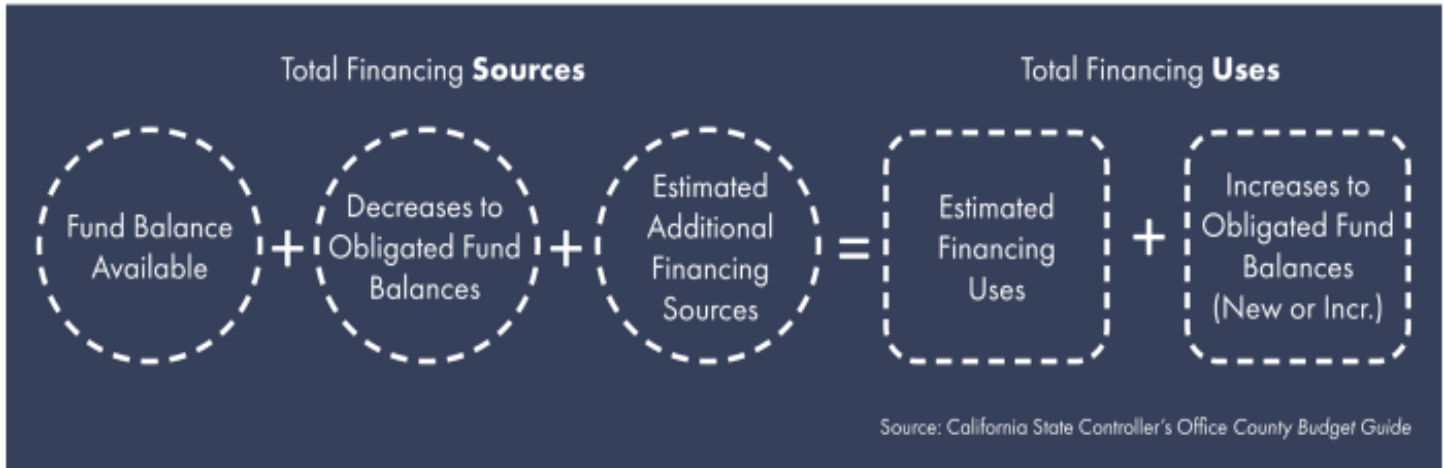 Total Financing Sources
Total Financing Uses
Fund Balance
Available
+
Decreases to
Obligated Fund
Balances
+
Estimated
Additional
Financing
Sources
=
Estimated
Financing
Uses
+
Increases to
Obligated Fund
Balances
(New or Incr.)
Source: California State Controller's Office County Budget Guide